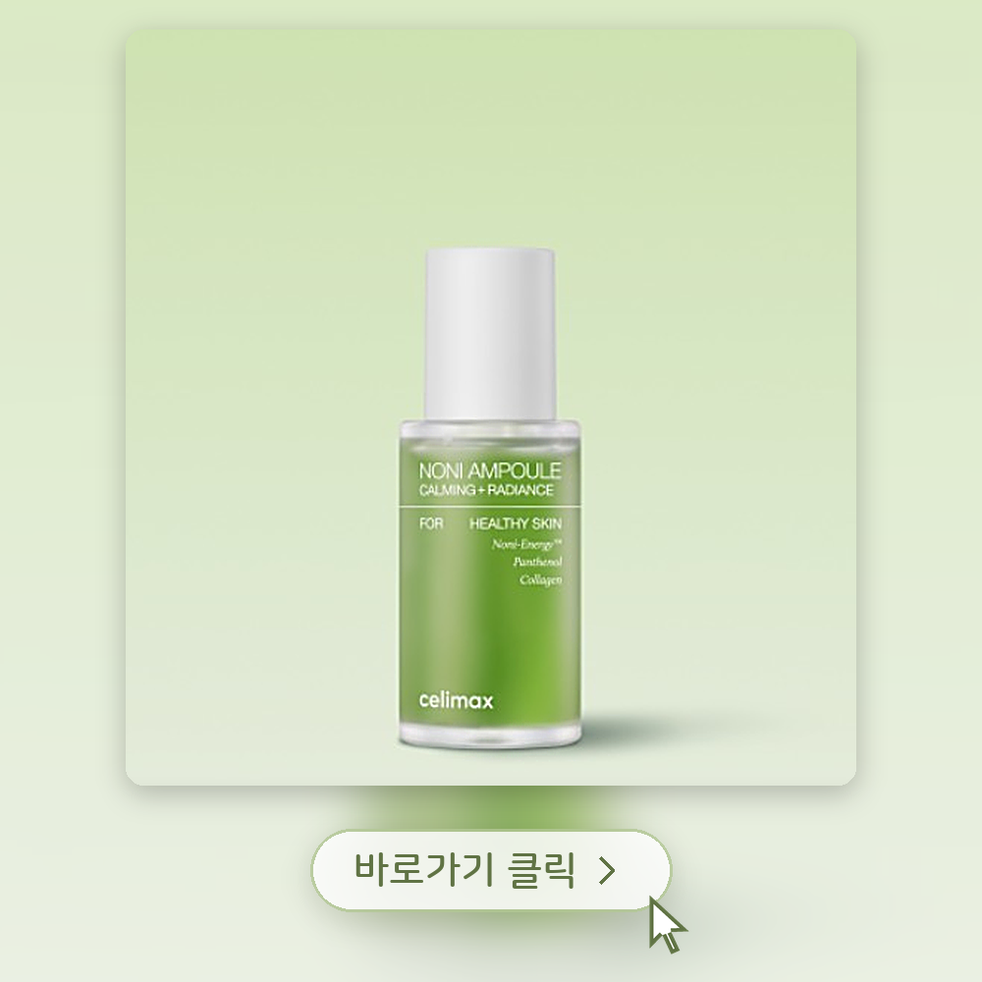 NONI AMPOULE
CALMING+RADIANCE
FOR HEALTHY SKIN
Noni-Energy™
Panthenol
Collagen
celimax
바로가기 클릭 >